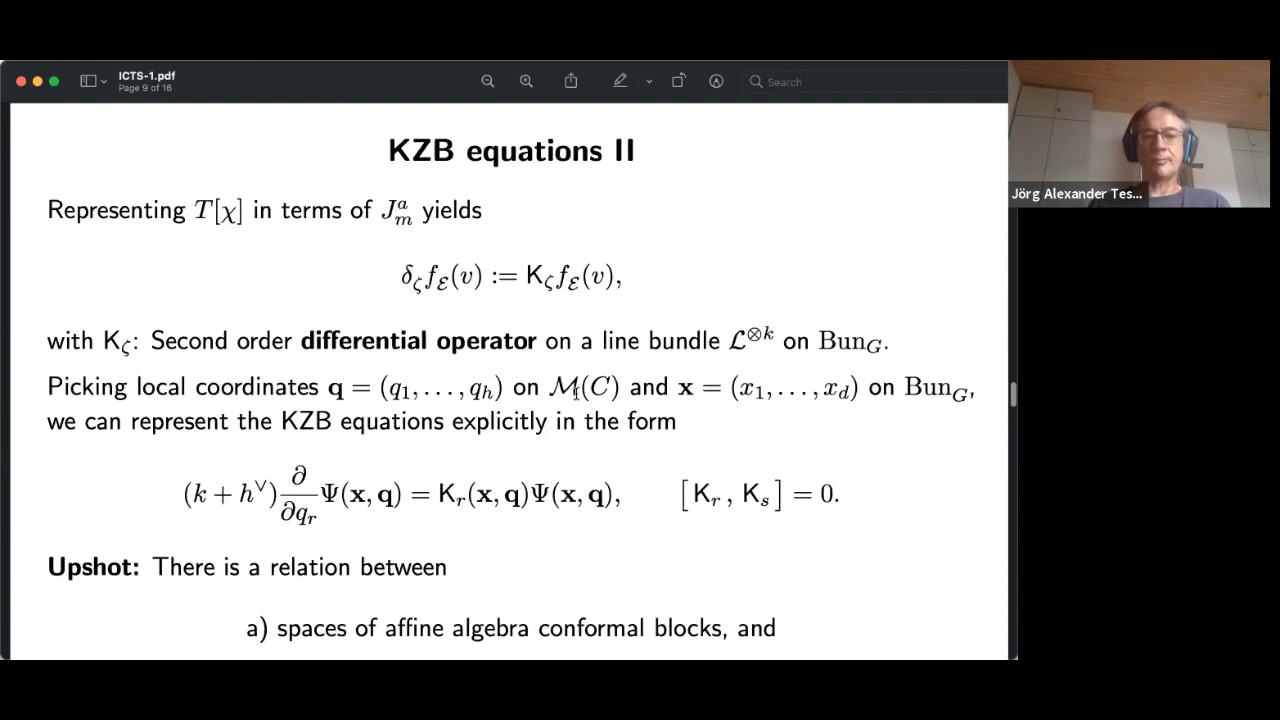 ICTS-1.pdf
Page 9 of 16
Search
KZB equations II
Representing T[χ] in terms of J^a_m yields
δ_ζ f_ℰ(v) := K_ζ f_ℰ(v),
with K_ζ: Second order differential operator on a line bundle ℒ^{⊗k} on Bun_G.
Picking local coordinates q = (q_1, . . . , q_h) on ℳ(C) and x = (x_1, . . . , x_d) on Bun_G,
we can represent the KZB equations explicitly in the form
(k + h^∨) ∂/∂q_r Ψ(x, q) = K_r(x, q)Ψ(x, q), [K_r , K_s] = 0.
Upshot: There is a relation between
a) spaces of affine algebra conformal blocks, and
Jörg Alexander Tes...